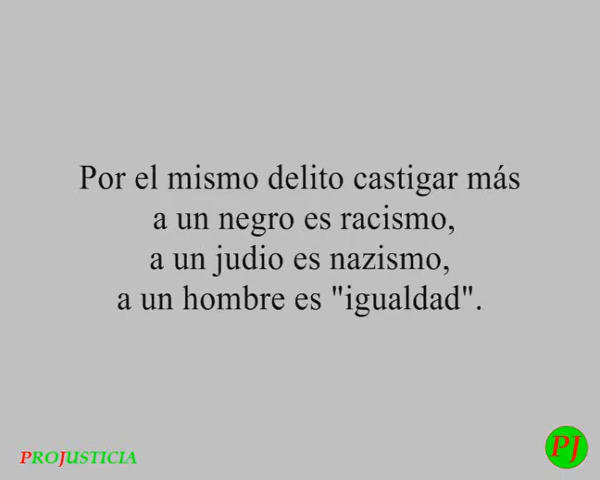 Por el mismo delito castigar más
a un negro es racismo,
a un judio es nazismo,
a un hombre es "igualdad".
PROJUSTICIA
PJ